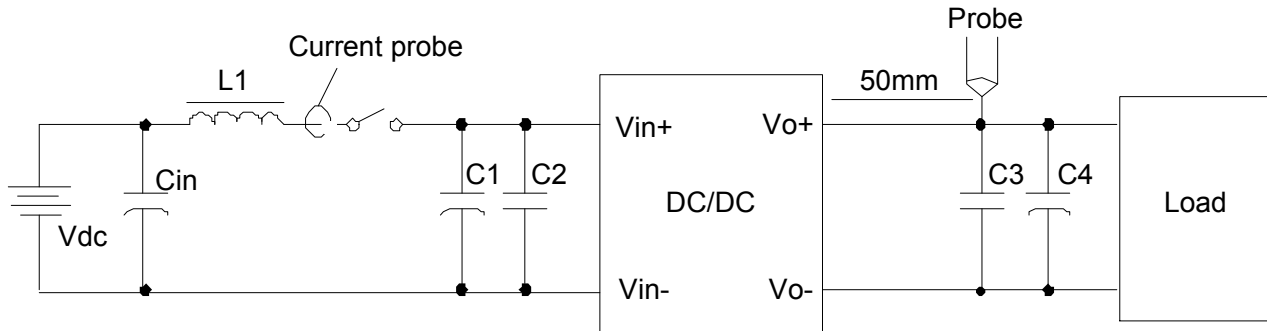 Probe
Current probe
L1
50mm
Vin+
Vo+
Cin
C1
C2
C3
C4
DC/DC
Load
Vdc
Vin-
Vo-